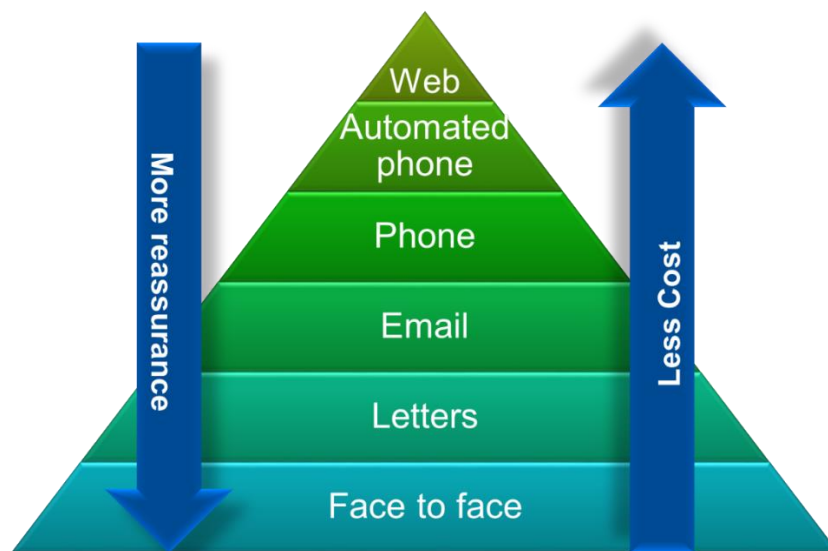 Web
Automated
phone
Phone
Email
Letters
Face to face
More reassurance
Less Cost